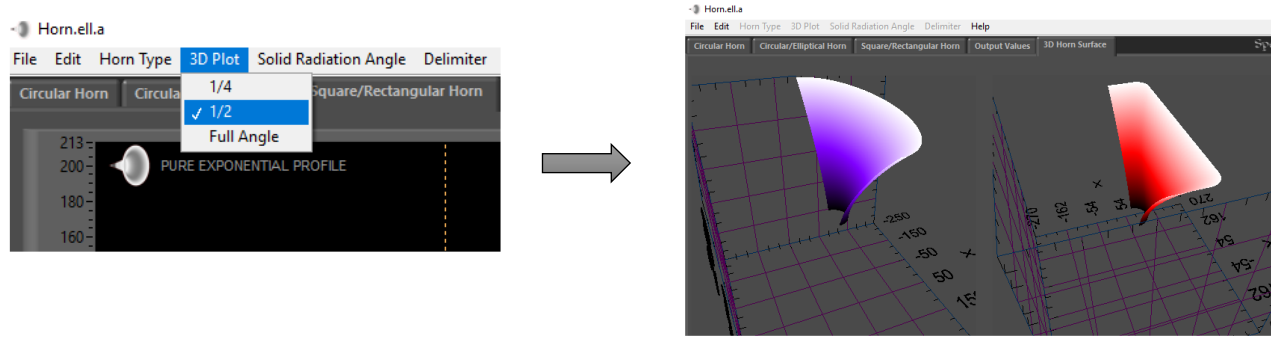 Horn.ell.a
File Edit Horn Type 3D Plot Solid Radiation Angle Delimiter
Circular Horn Circula Square/Rectangular Horn
1/4
✓ 1/2
Full Angle
213
200
180
160
PURE EXPONENTIAL PROFILE
Horn.ell.a
File Edit Horn Type 3D Plot Solid Radiation Angle Delimiter Help
Circular Horn Circular/Elliptical Horn Square/Rectangular Horn Output Values 3D Horn Surface
-250
-150
-50
50
X
-270
-162
-54
54
X
270
162
54
-54